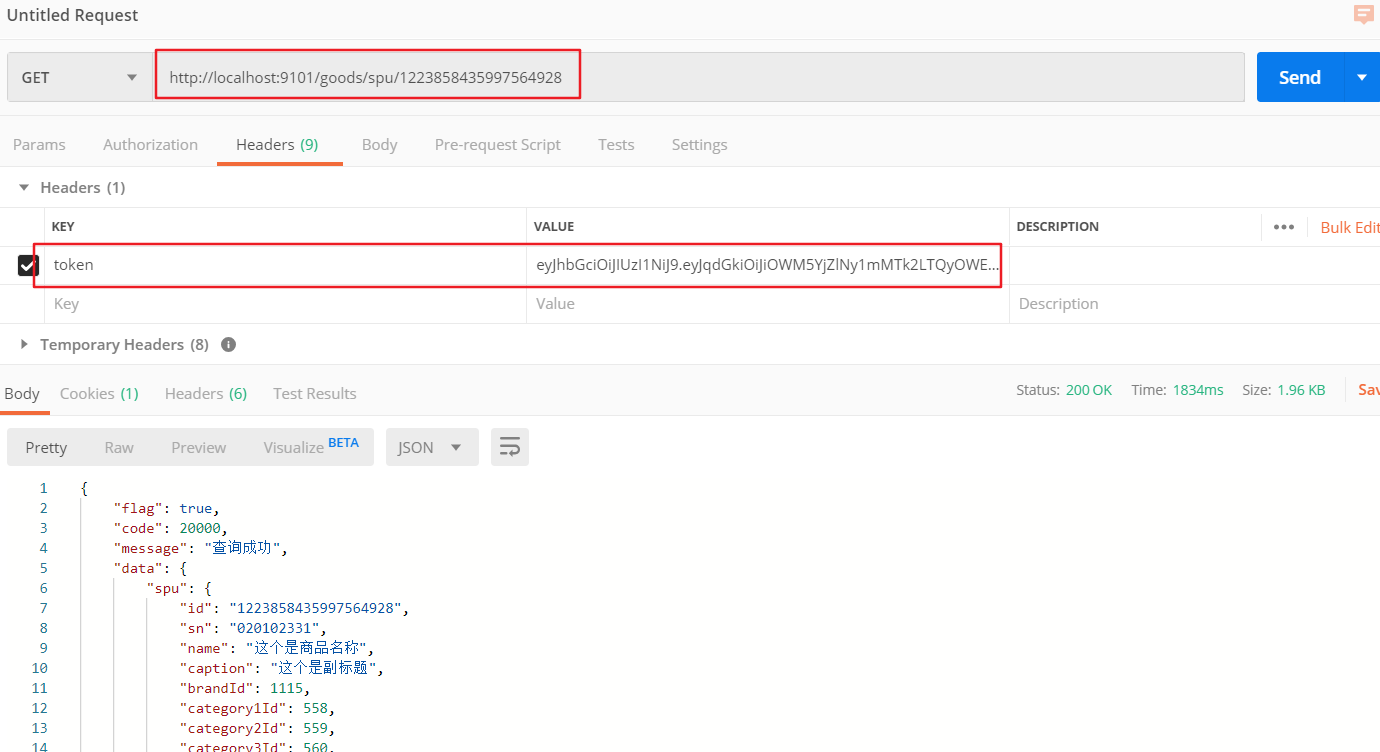 Untitled Request
GET http://localhost:9101/goods/spu/1223858435997564928 Send
Params Authorization Headers (9) Body Pre-request Script Tests Settings
Headers (1)
KEY VALUE DESCRIPTION Bulk Edit
token eyJhbGciOiJIUzI1NiJ9.eyJqdGkiOiJiOWM5YjZlNy1mMTk2LTQyOWE...
Key Value Description
Temporary Headers (8)
Body Cookies (1) Headers (6) Test Results Status: 200 OK Time: 1834ms Size: 1.96 KB Sav
Pretty Raw Preview Visualize BETA JSON
1 {
2 "flag": true,
3 "code": 20000,
4 "message": "查询成功",
5 "data": {
6 "spu": {
7 "id": "1223858435997564928",
8 "sn": "020102331",
9 "name": "这个是商品名称",
10 "caption": "这个是副标题",
11 "brandId": 1115,
12 "category1Id": 558,
13 "category2Id": 559,
14 "category3Id": 560,